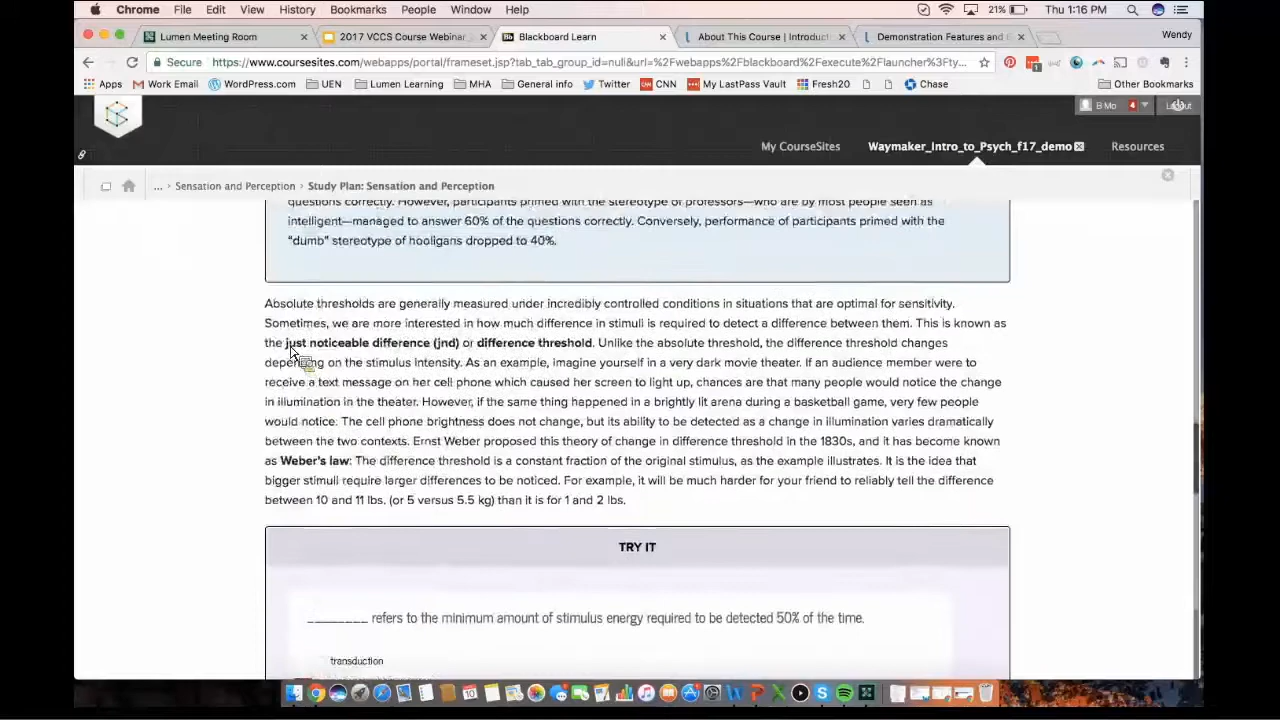 Chrome File Edit View History Bookmarks People Window Help 21% Thu 1:16 PM
Lumen Meeting Room 2017 VCCS Course Webinar Blackboard Learn About This Course | Introduct Demonstration Features and Wendy
Secure https://www.coursesites.com/webapps/portal/frameset.jsp?tab_tab_group_id=null&url=%2Fwebapps%2Fblackboard%2Fexecute%2Flauncher%3Fty...
Apps Work Email WordPress.com UEN Lumen Learning MHA General info Twitter CNN My LastPass Vault Fresh20 Chase Other Bookmarks
B Mo 4 Logout
My CourseSites Waymaker_Intro_to_Psych_f17_demo Resources
... > Sensation and Perception > Study Plan: Sensation and Perception
questions correctly. However, participants primed with the stereotype of professors—who are by most people seen as
intelligent—managed to answer 60% of the questions correctly. Conversely, performance of participants primed with the
"dumb" stereotype of hooligans dropped to 40%.
Absolute thresholds are generally measured under incredibly controlled conditions in situations that are optimal for sensitivity.
Sometimes, we are more interested in how much difference in stimuli is required to detect a difference between them. This is known as
the just noticeable difference (jnd) or difference threshold. Unlike the absolute threshold, the difference threshold changes
depending on the stimulus intensity. As an example, imagine yourself in a very dark movie theater. If an audience member were to
receive a text message on her cell phone which caused her screen to light up, chances are that many people would notice the change
in illumination in the theater. However, if the same thing happened in a brightly lit arena during a basketball game, very few people
would notice. The cell phone brightness does not change, but its ability to be detected as a change in illumination varies dramatically
between the two contexts. Ernst Weber proposed this theory of change in difference threshold in the 1830s, and it has become known
as Weber's law: The difference threshold is a constant fraction of the original stimulus, as the example illustrates. It is the idea that
bigger stimuli require larger differences to be noticed. For example, it will be much harder for your friend to reliably tell the difference
between 10 and 11 lbs. (or 5 versus 5.5 kg) than it is for 1 and 2 lbs.
TRY IT
________ refers to the minimum amount of stimulus energy required to be detected 50% of the time.
transduction